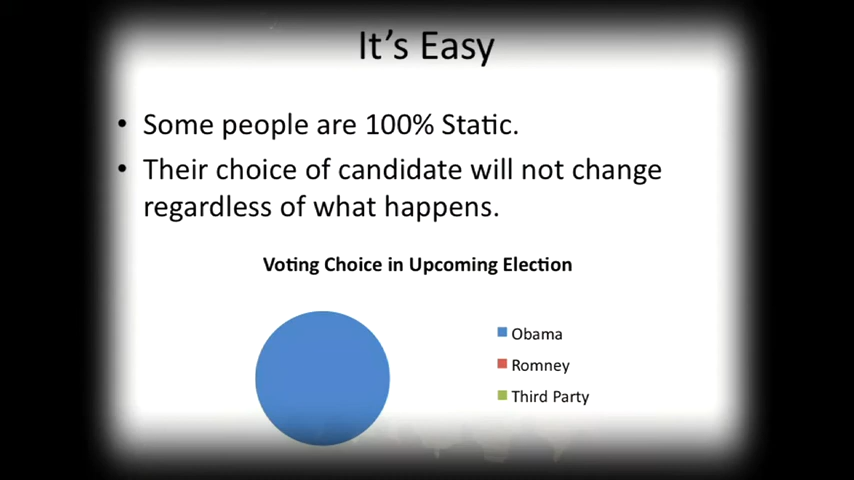 It's Easy
• Some people are 100% Static.
• Their choice of candidate will not change
regardless of what happens.
Voting Choice in Upcoming Election
Obama
Romney
Third Party